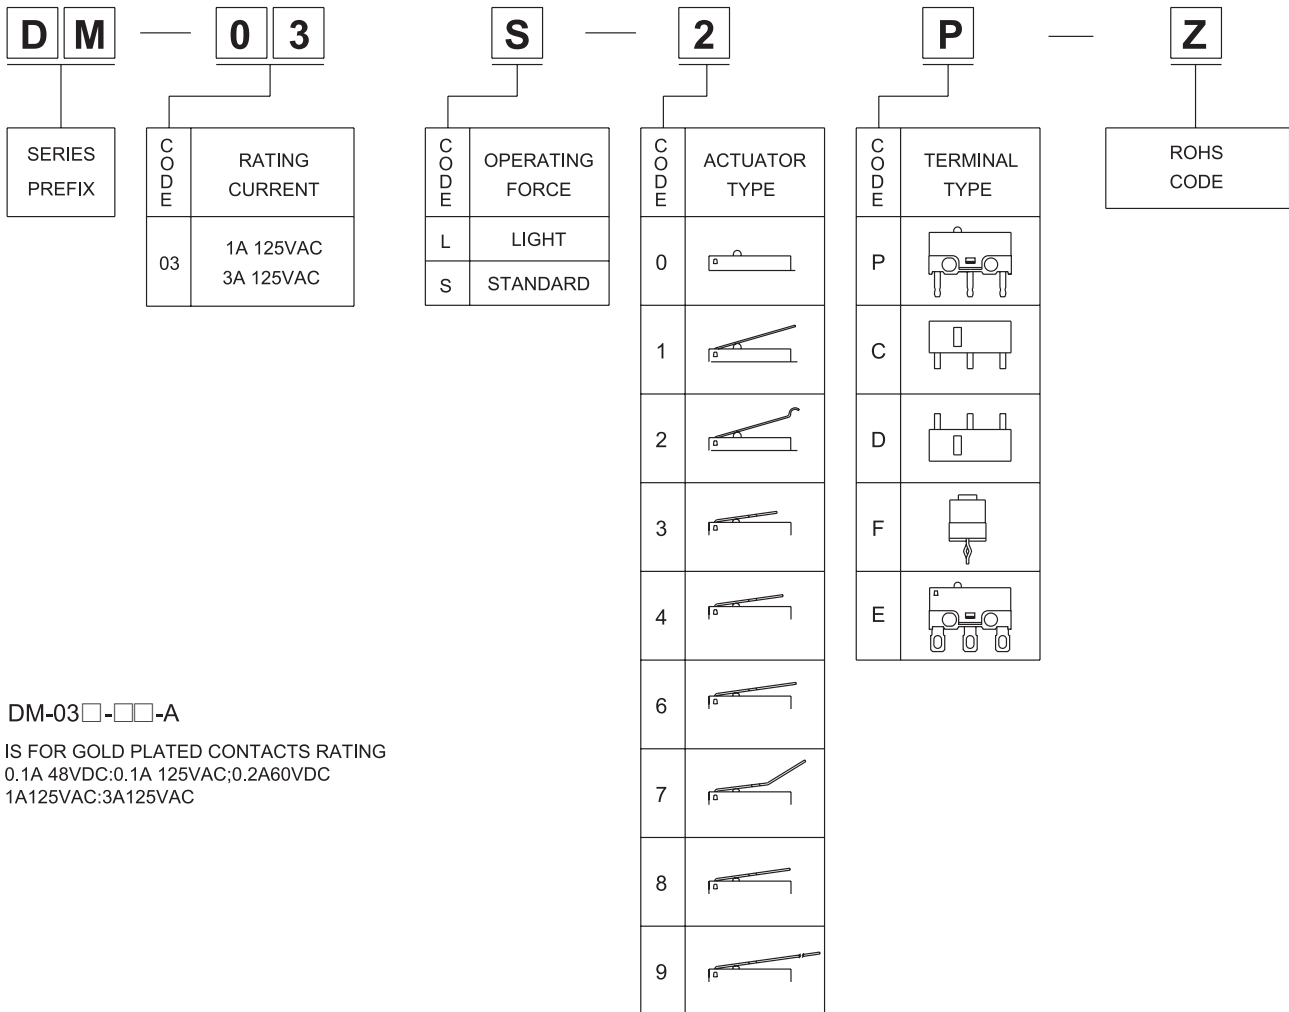 DM — 03 S — 2 P — Z
SERIES
PREFIX
CODE
RATING
CURRENT
03
1A 125VAC
3A 125VAC
CODE
OPERATING
FORCE
L LIGHT
S STANDARD
CODE
ACTUATOR
TYPE
0
1
2
3
4
6
7
8
9
CODE
TERMINAL
TYPE
P
C
D
F
E
ROHS
CODE
DM-03□-□□-A
IS FOR GOLD PLATED CONTACTS RATING
0.1A 48VDC:0.1A 125VAC;0.2A60VDC
1A125VAC:3A125VAC